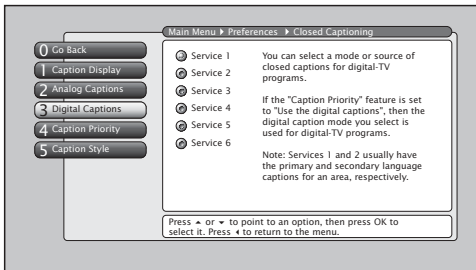 Main Menu ▶ Preferences ▶ Closed Captioning
0 Go Back
1 Caption Display
2 Analog Captions
3 Digital Captions
4 Caption Priority
5 Caption Style
Service 1
Service 2
Service 3
Service 4
Service 5
Service 6
You can select a mode or source of
closed captions for digital-TV
programs.
If the "Caption Priority" feature is set
to "Use the digital captions", then the
digital caption mode you select is
used for digital-TV programs.
Note: Services 1 and 2 usually have
the primary and secondary language
captions for an area, respectively.
Press ▲ or ▼ to point to an option, then press OK to
select it. Press ◀ to return to the menu.